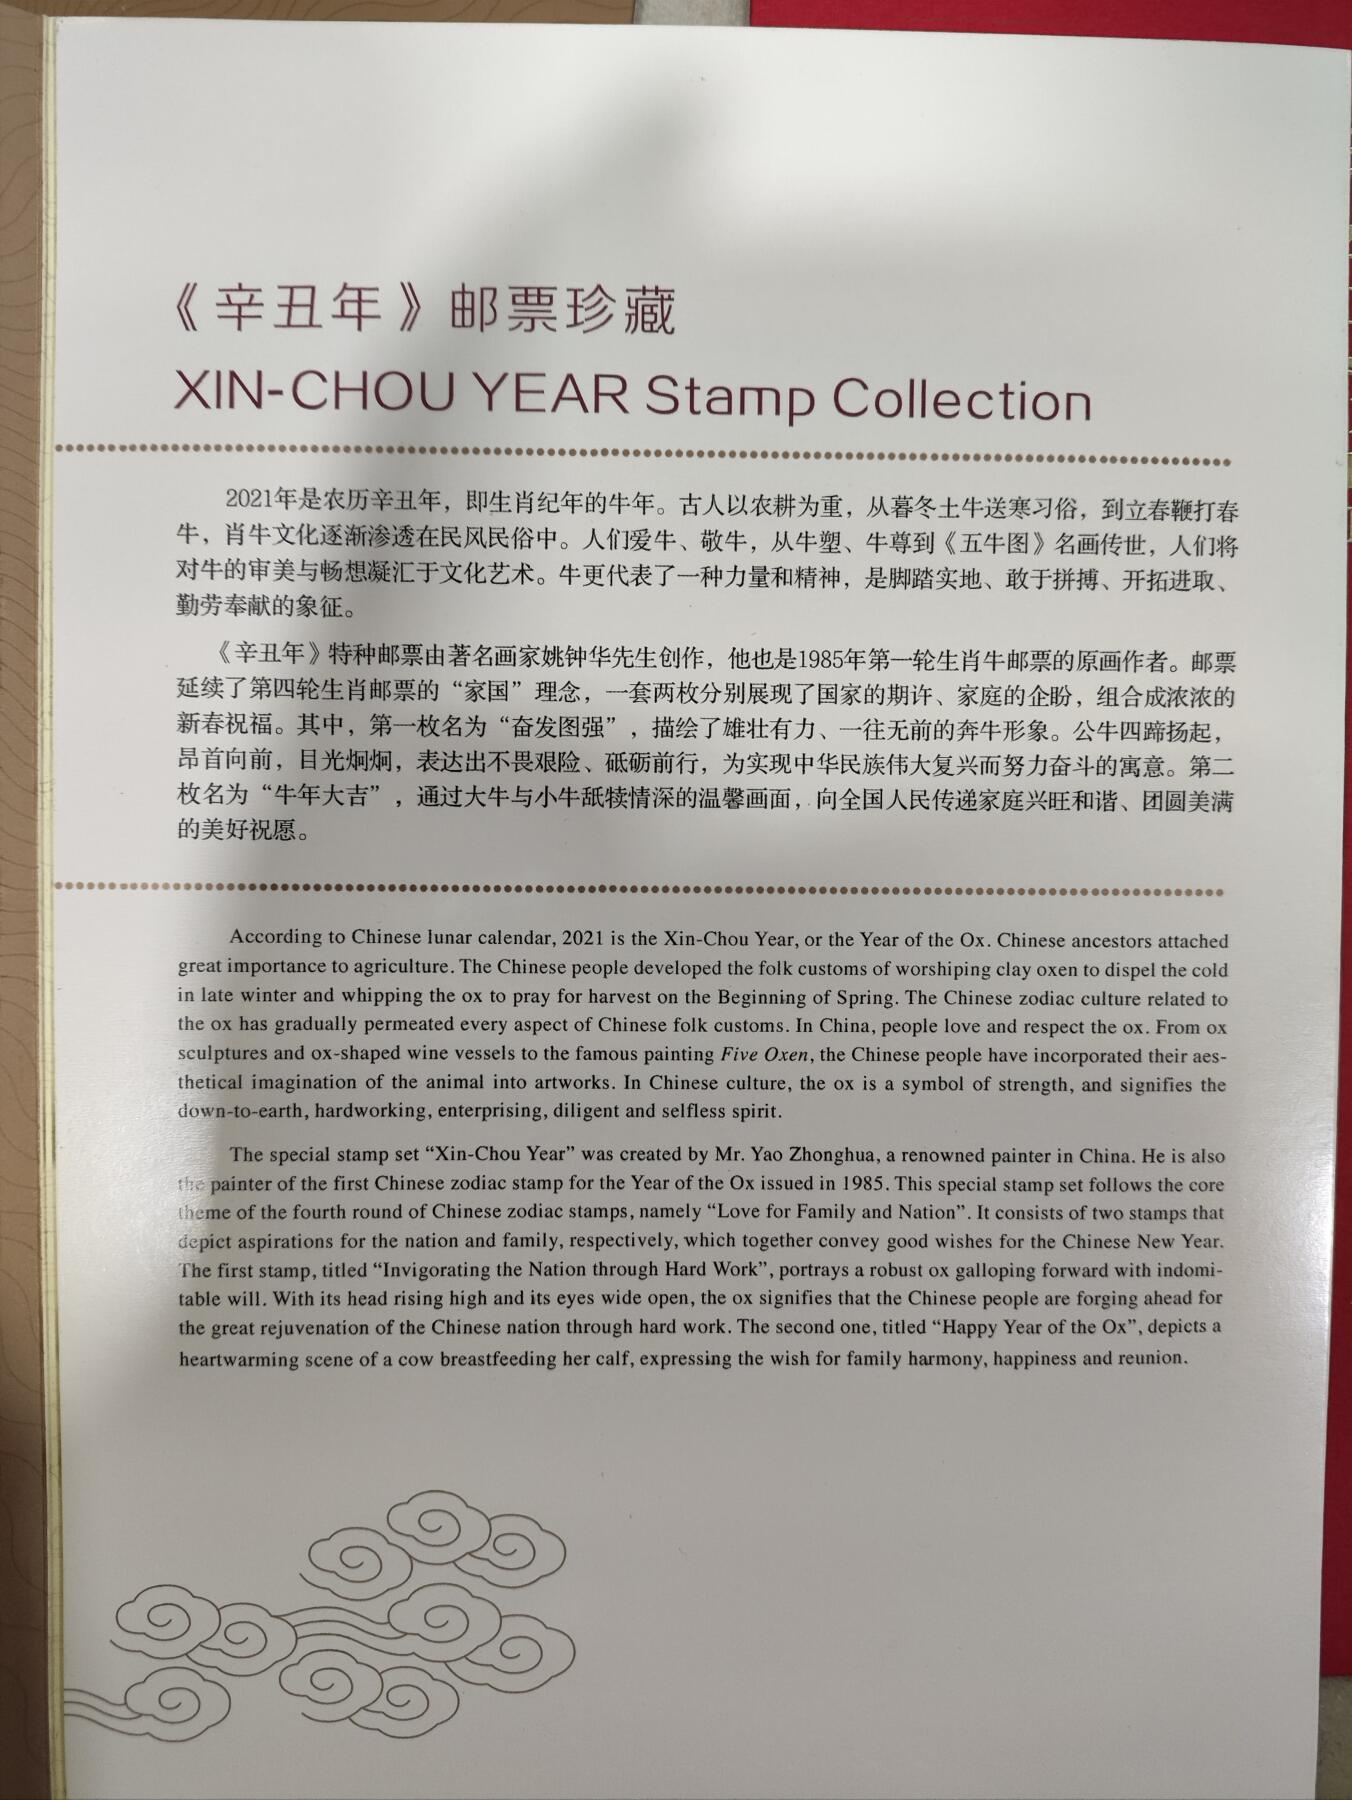 《辛丑年》邮票珍藏
XIN-CHOU YEAR Stamp Collection
2021年是农历辛丑年，即生肖纪年的牛年。古人以农耕为重，从暮冬土牛送寒习俗，到立春鞭打春
牛，肖牛文化逐渐渗透在民风民俗中。人们爱牛、敬牛，从牛塑、牛尊到《五牛图》名画传世，人们将
对牛的审美与畅想凝汇于文化艺术。牛更代表了一种力量和精神，是脚踏实地、敢于拼搏、开拓进取、
勤劳奉献的象征。
《辛丑年》特种邮票由著名画家姚钟华先生创作，他也是1985年第一轮生肖牛邮票的原画作者。邮票
延续了第四轮生肖邮票的“家国”理念，一套两枚分别展现了国家的期许、家庭的企盼，组合成浓浓的
新春祝福。其中，第一枚名为“奋发图强”，描绘了雄壮有力、一往无前的奔牛形象。公牛四蹄扬起，
昂首向前，目光炯炯，表达出不畏艰险、砥砺前行，为实现中华民族伟大复兴而努力奋斗的寓意。第二
枚名为“牛年大吉”，通过大牛与小牛舐犊情深的温馨画面，向全国人民传递家庭兴旺和谐、团圆美满
的美好祝愿。
According to Chinese lunar calendar, 2021 is the Xin-Chou Year, or the Year of the Ox. Chinese ancestors attached
great importance to agriculture. The Chinese people developed the folk customs of worshiping clay oxen to dispel the cold
in late winter and whipping the ox to pray for harvest on the Beginning of Spring. The Chinese zodiac culture related to
the ox has gradually permeated every aspect of Chinese folk customs. In China, people love and respect the ox. From ox
sculptures and ox-shaped wine vessels to the famous painting Five Oxen, the Chinese people have incorporated their aes-
thetical imagination of the animal into artworks. In Chinese culture, the ox is a symbol of strength, and signifies the
down-to-earth, hardworking, enterprising, diligent and selfless spirit.
The special stamp set “Xin-Chou Year” was created by Mr. Yao Zhonghua, a renowned painter in China. He is also
the painter of the first Chinese zodiac stamp for the Year of the Ox issued in 1985. This special stamp set follows the core
theme of the fourth round of Chinese zodiac stamps, namely “Love for Family and Nation”. It consists of two stamps that
depict aspirations for the nation and family, respectively, which together convey good wishes for the Chinese New Year.
The first stamp, titled “Invigorating the Nation through Hard Work”, portrays a robust ox galloping forward with indomi-
table will. With its head rising high and its eyes wide open, the ox signifies that the Chinese people are forging ahead for
the great rejuvenation of the Chinese nation through hard work. The second one, titled “Happy Year of the Ox”, depicts a
heartwarming scene of a cow breastfeeding her calf, expressing the wish for family harmony, happiness and reunion.